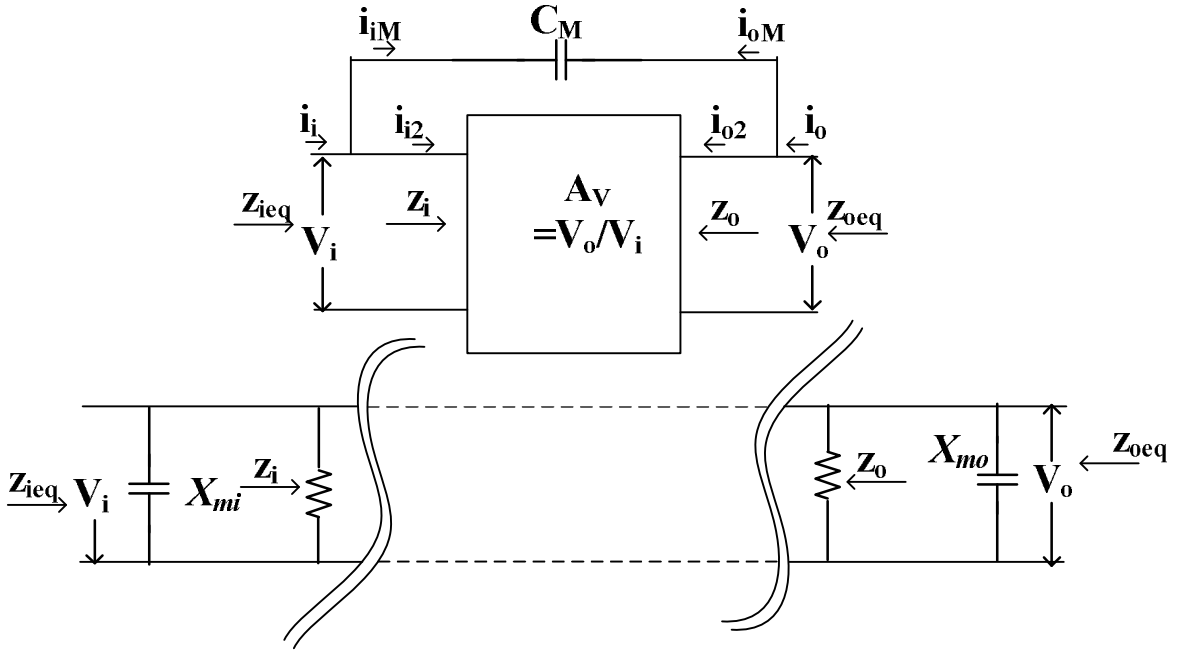 C_M
i_iM
i_oM
i_i
i_i2
i_o2
i_o
A_V
=V_o/V_i
z_ieq
z_i
z_o
z_oeq
V_i
V_o
z_ieq
V_i
X_mi
z_i
z_o
X_mo
V_o
z_oeq